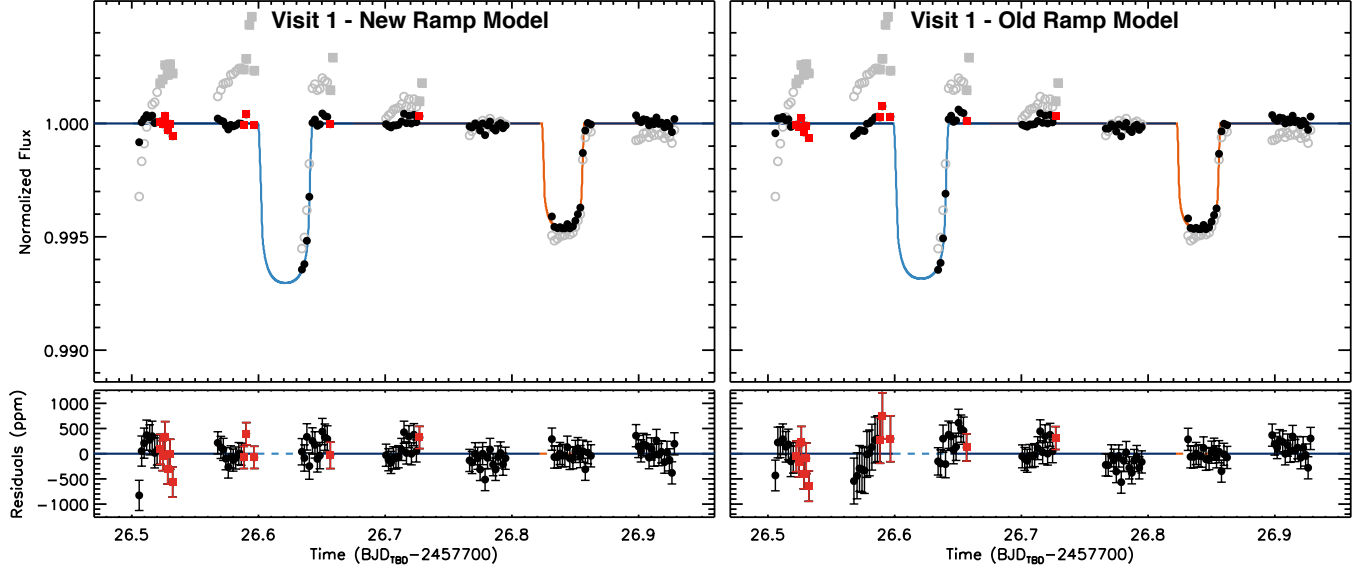 Visit 1 - New Ramp Model
Visit 1 - Old Ramp Model
Normalized Flux
1.000
0.995
0.990
Residuals (ppm)
1000
500
0
−500
−1000
26.5 26.6 26.7 26.8 26.9
26.5 26.6 26.7 26.8 26.9
Time (BJD_TBD−2457700)
Time (BJD_TBD−2457700)